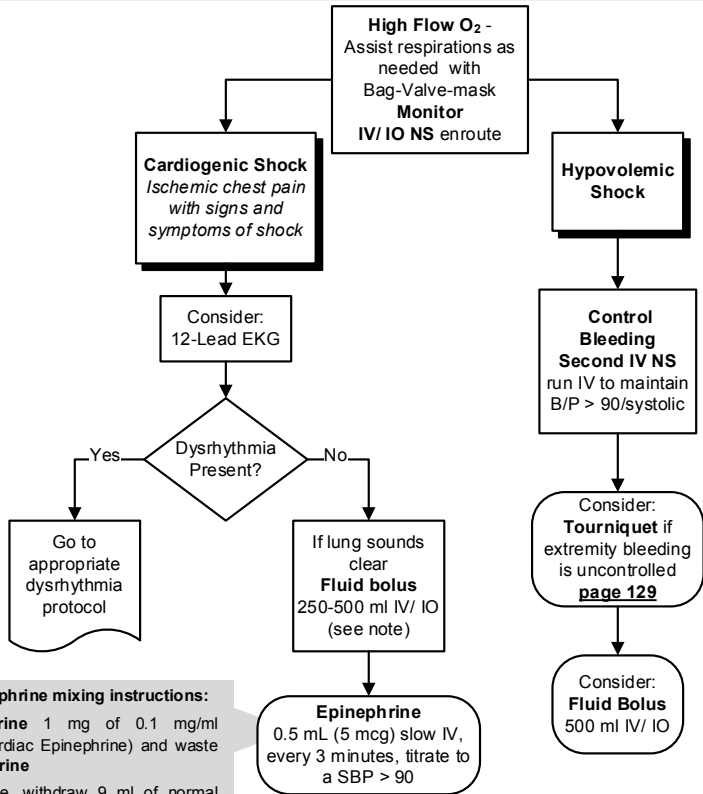 High Flow O₂ -
Assist respirations as
needed with
Bag-Valve-mask
Monitor
IV/ IO NS enroute
Cardiogenic Shock
Ischemic chest pain
with signs and
symptoms of shock
Hypovolemic
Shock
Consider:
12-Lead EKG
Control
Bleeding
Second IV NS
run IV to maintain
B/P > 90/systolic
Yes
Dysrhythmia
Present?
No
Go to
appropriate
dysrhythmia
protocol
If lung sounds
clear
Fluid bolus
250-500 ml IV/ IO
(see note)
Consider:
Tourniquet if
extremity bleeding
is uncontrolled
page 129
Consider:
Fluid Bolus
500 ml IV/ IO
Epinephrine
0.5 mL (5 mcg) slow IV,
every 3 minutes, titrate to
a SBP > 90
mixing instructions:
1 mg of 0.1 mg/ml
Epinephrine) and waste
withdraw 9 ml of normal